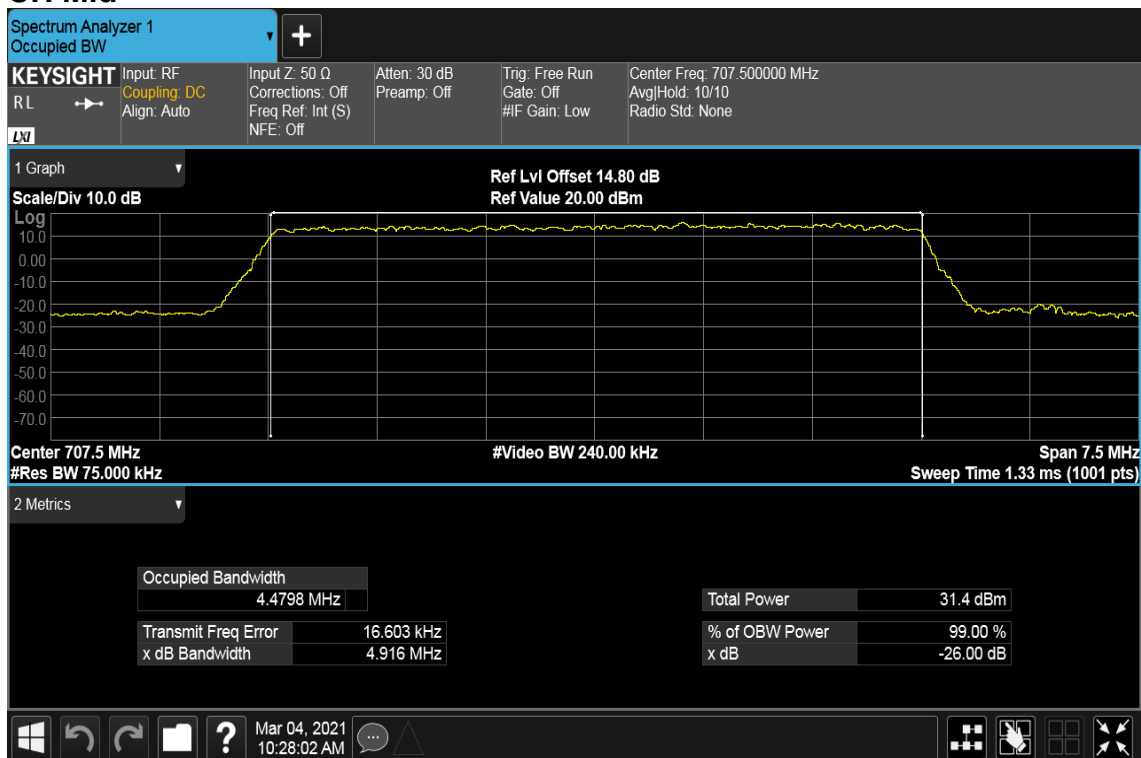 Spectrum Analyzer 1
Occupied BW
KEYSIGHT
R L
LXI
Input: RF
Coupling: DC
Align: Auto
Input Z: 50 Ω
Corrections: Off
Freq Ref: Int (S)
NFE: Off
Atten: 30 dB
Preamp: Off
Trig: Free Run
Gate: Off
#IF Gain: Low
Center Freq: 707.500000 MHz
Avg|Hold: 10/10
Radio Std: None
1 Graph
Scale/Div 10.0 dB
Ref Lvl Offset 14.80 dB
Ref Value 20.00 dBm
Log
10.0
0.00
-10.0
-20.0
-30.0
-40.0
-50.0
-60.0
-70.0
Center 707.5 MHz
#Video BW 240.00 kHz
Span 7.5 MHz
#Res BW 75.000 kHz
Sweep Time 1.33 ms (1001 pts)
2 Metrics
Occupied Bandwidth
4.4798 MHz
Total Power 31.4 dBm
Transmit Freq Error 16.603 kHz
% of OBW Power 99.00 %
x dB Bandwidth 4.916 MHz
x dB -26.00 dB
Mar 04, 2021
10:28:02 AM